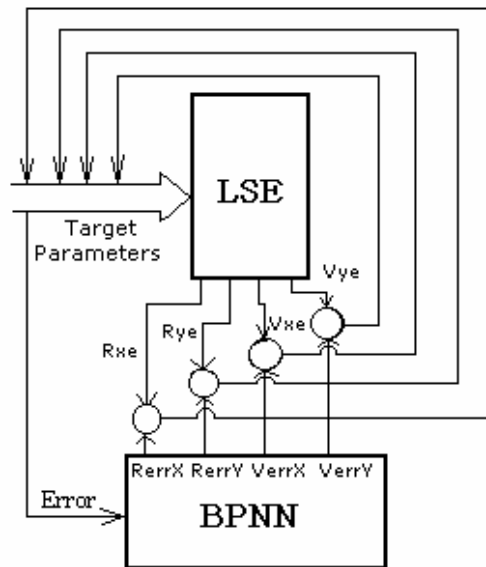 LSE
Target
Parameters
Vye
Vxe
Rye
Rxe
RerrX RerrY VerrX VerrY
Error
BPNN